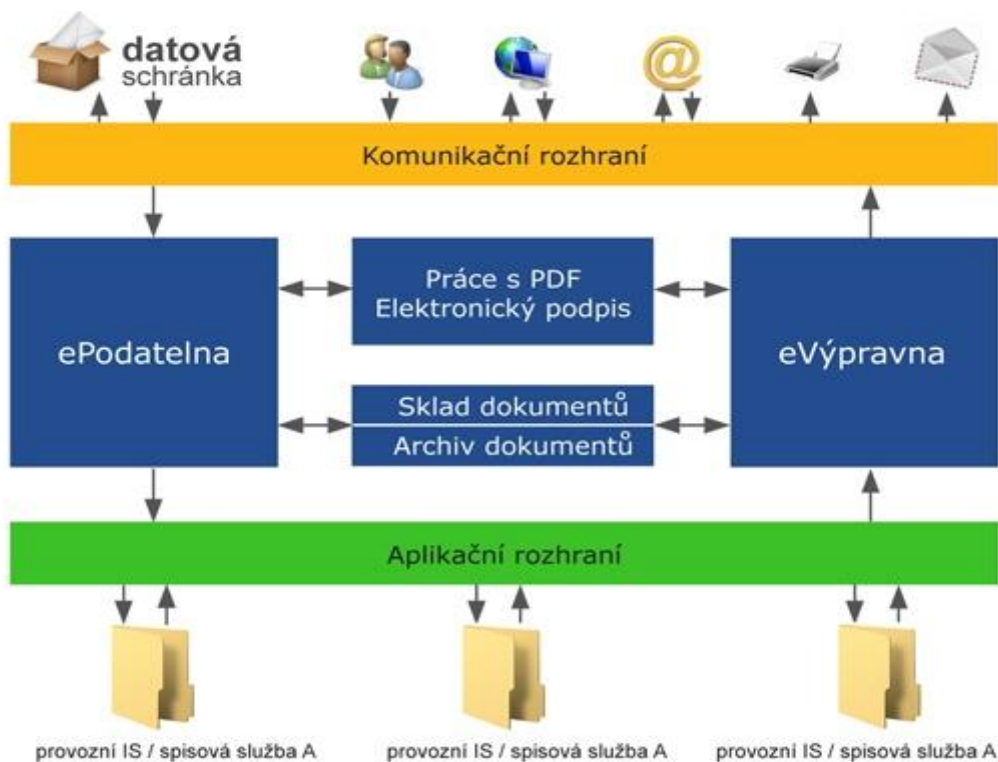 datová
schránka
@
Komunikační rozhraní
ePodatelna
Práce s PDF
Elektronický podpis
eVýpravna
Sklad dokumentů
Archiv dokumentů
Aplikační rozhraní
provozní IS / spisová služba A
provozní IS / spisová služba A
provozní IS / spisová služba A